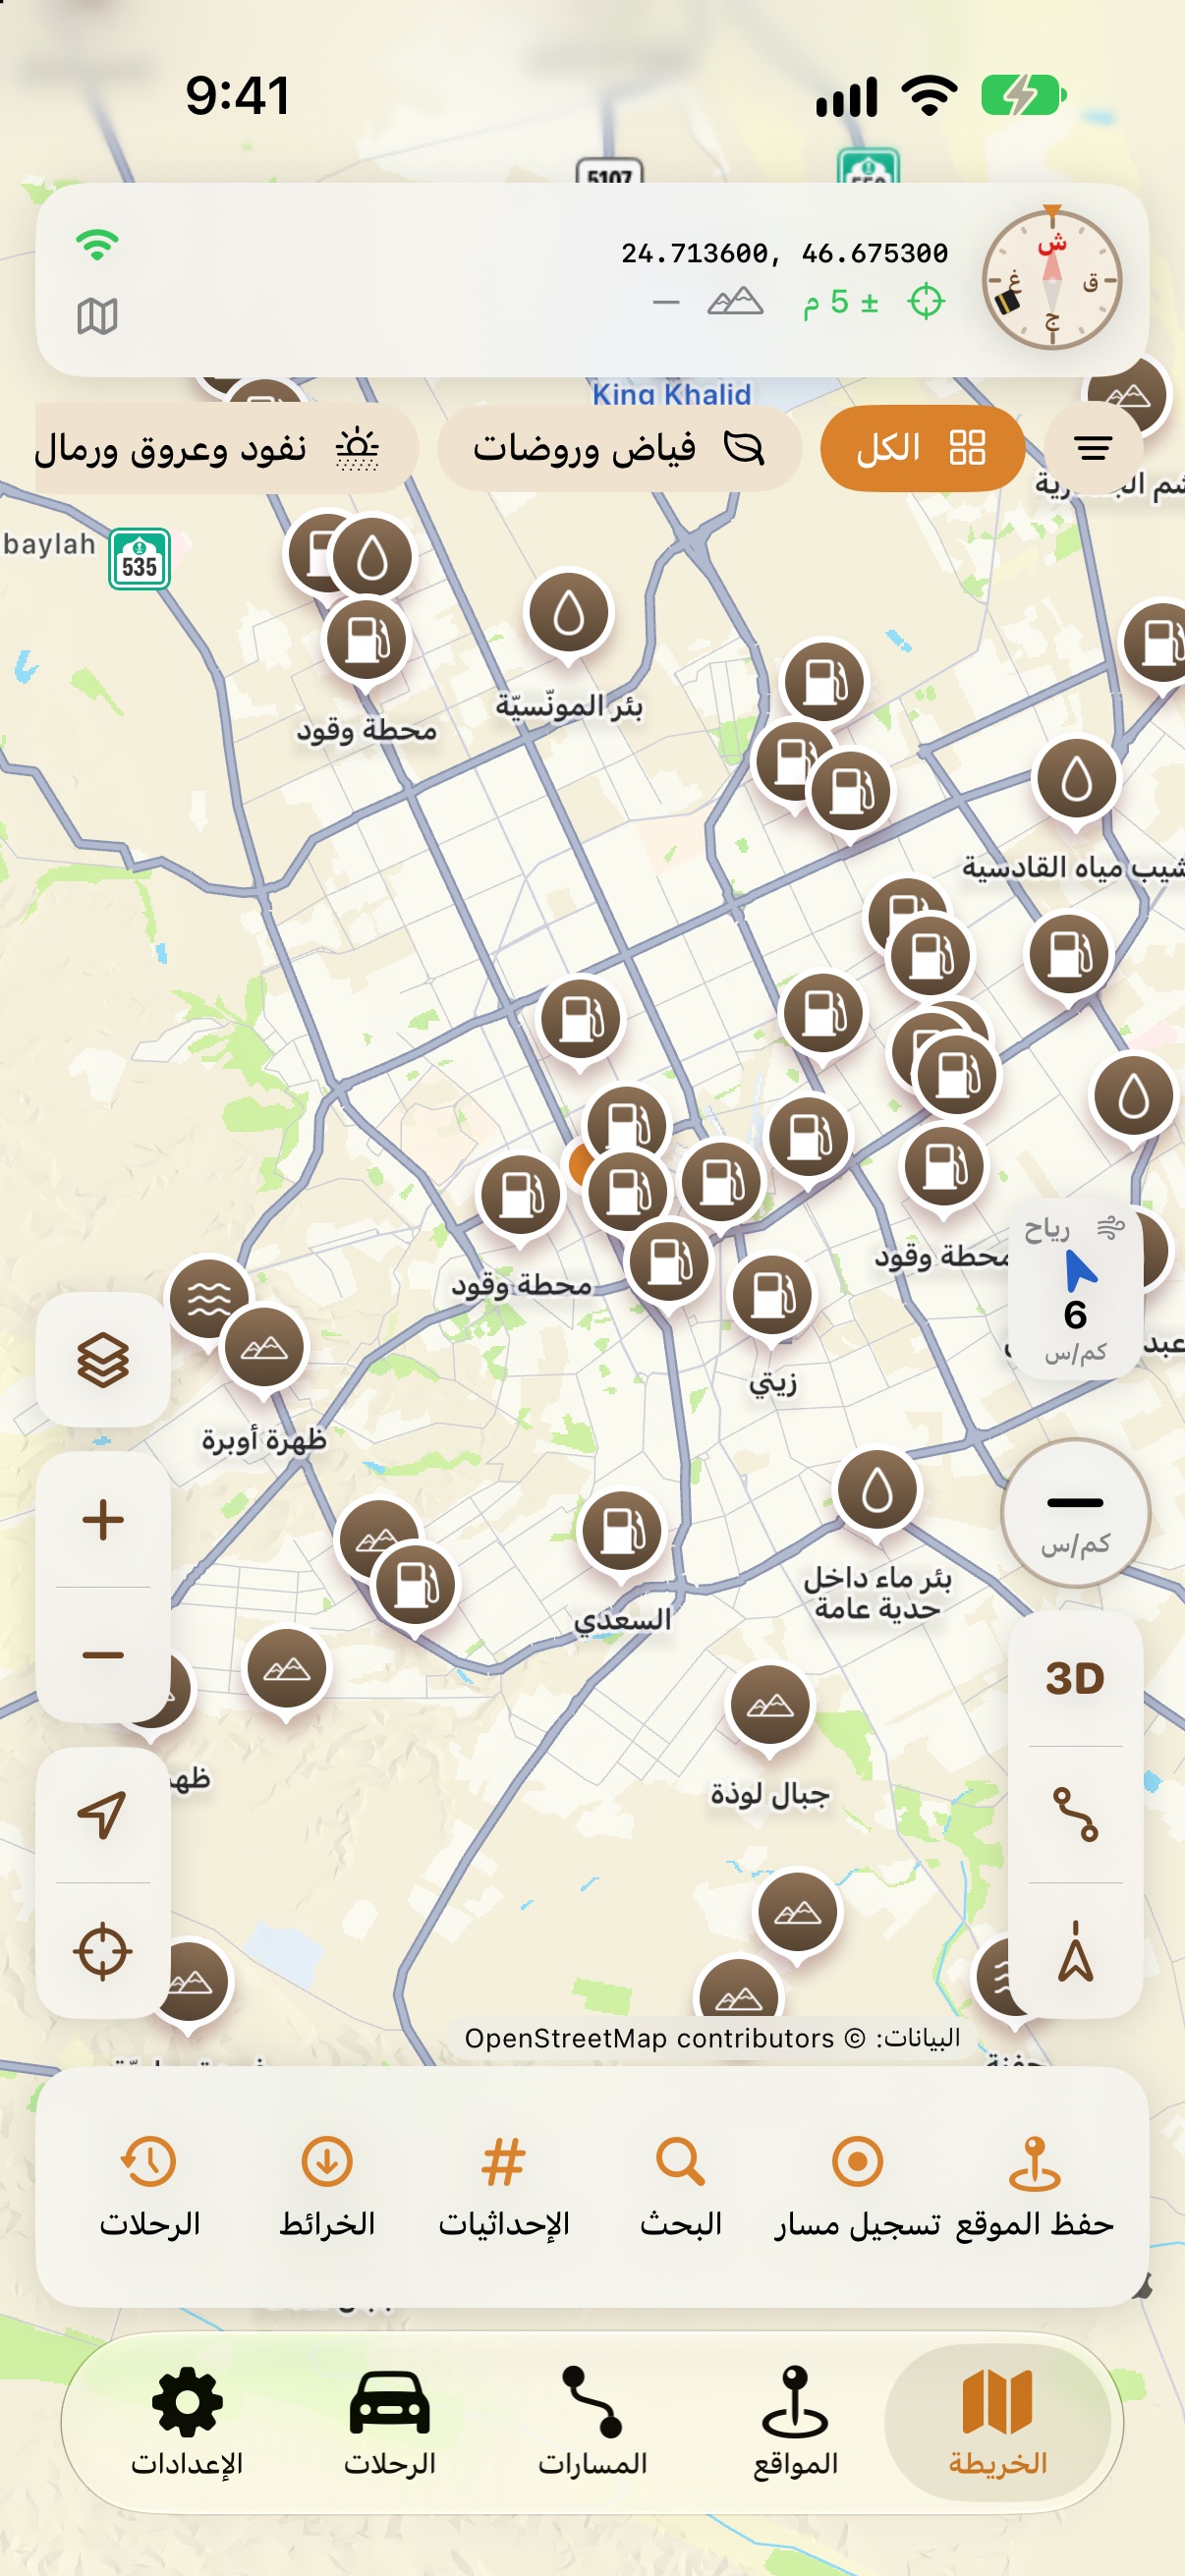 9:41
5107
24.713600, 46.675300
± 5 م
—
ش
ق
غ
ج
King Khalid
الكل
فياض وروضات
نفود وعروق ورمال
baylah
535
بئر المونّسيّة
محطة وقود
شيب مياه القادسية
محطة وقود
محطة وقود
رياح
6
كم/س
زيتي
ظهرة أوبرة
كم/س
بئر ماء داخل
حدية عامة
السعدي
3D
جبال لوذة
البيانات: © OpenStreetMap contributors
حفظ الموقع
تسجيل مسار
البحث
الإحداثيات
الخرائط
الرحلات
الخريطة
المواقع
المسارات
الرحلات
الإعدادات